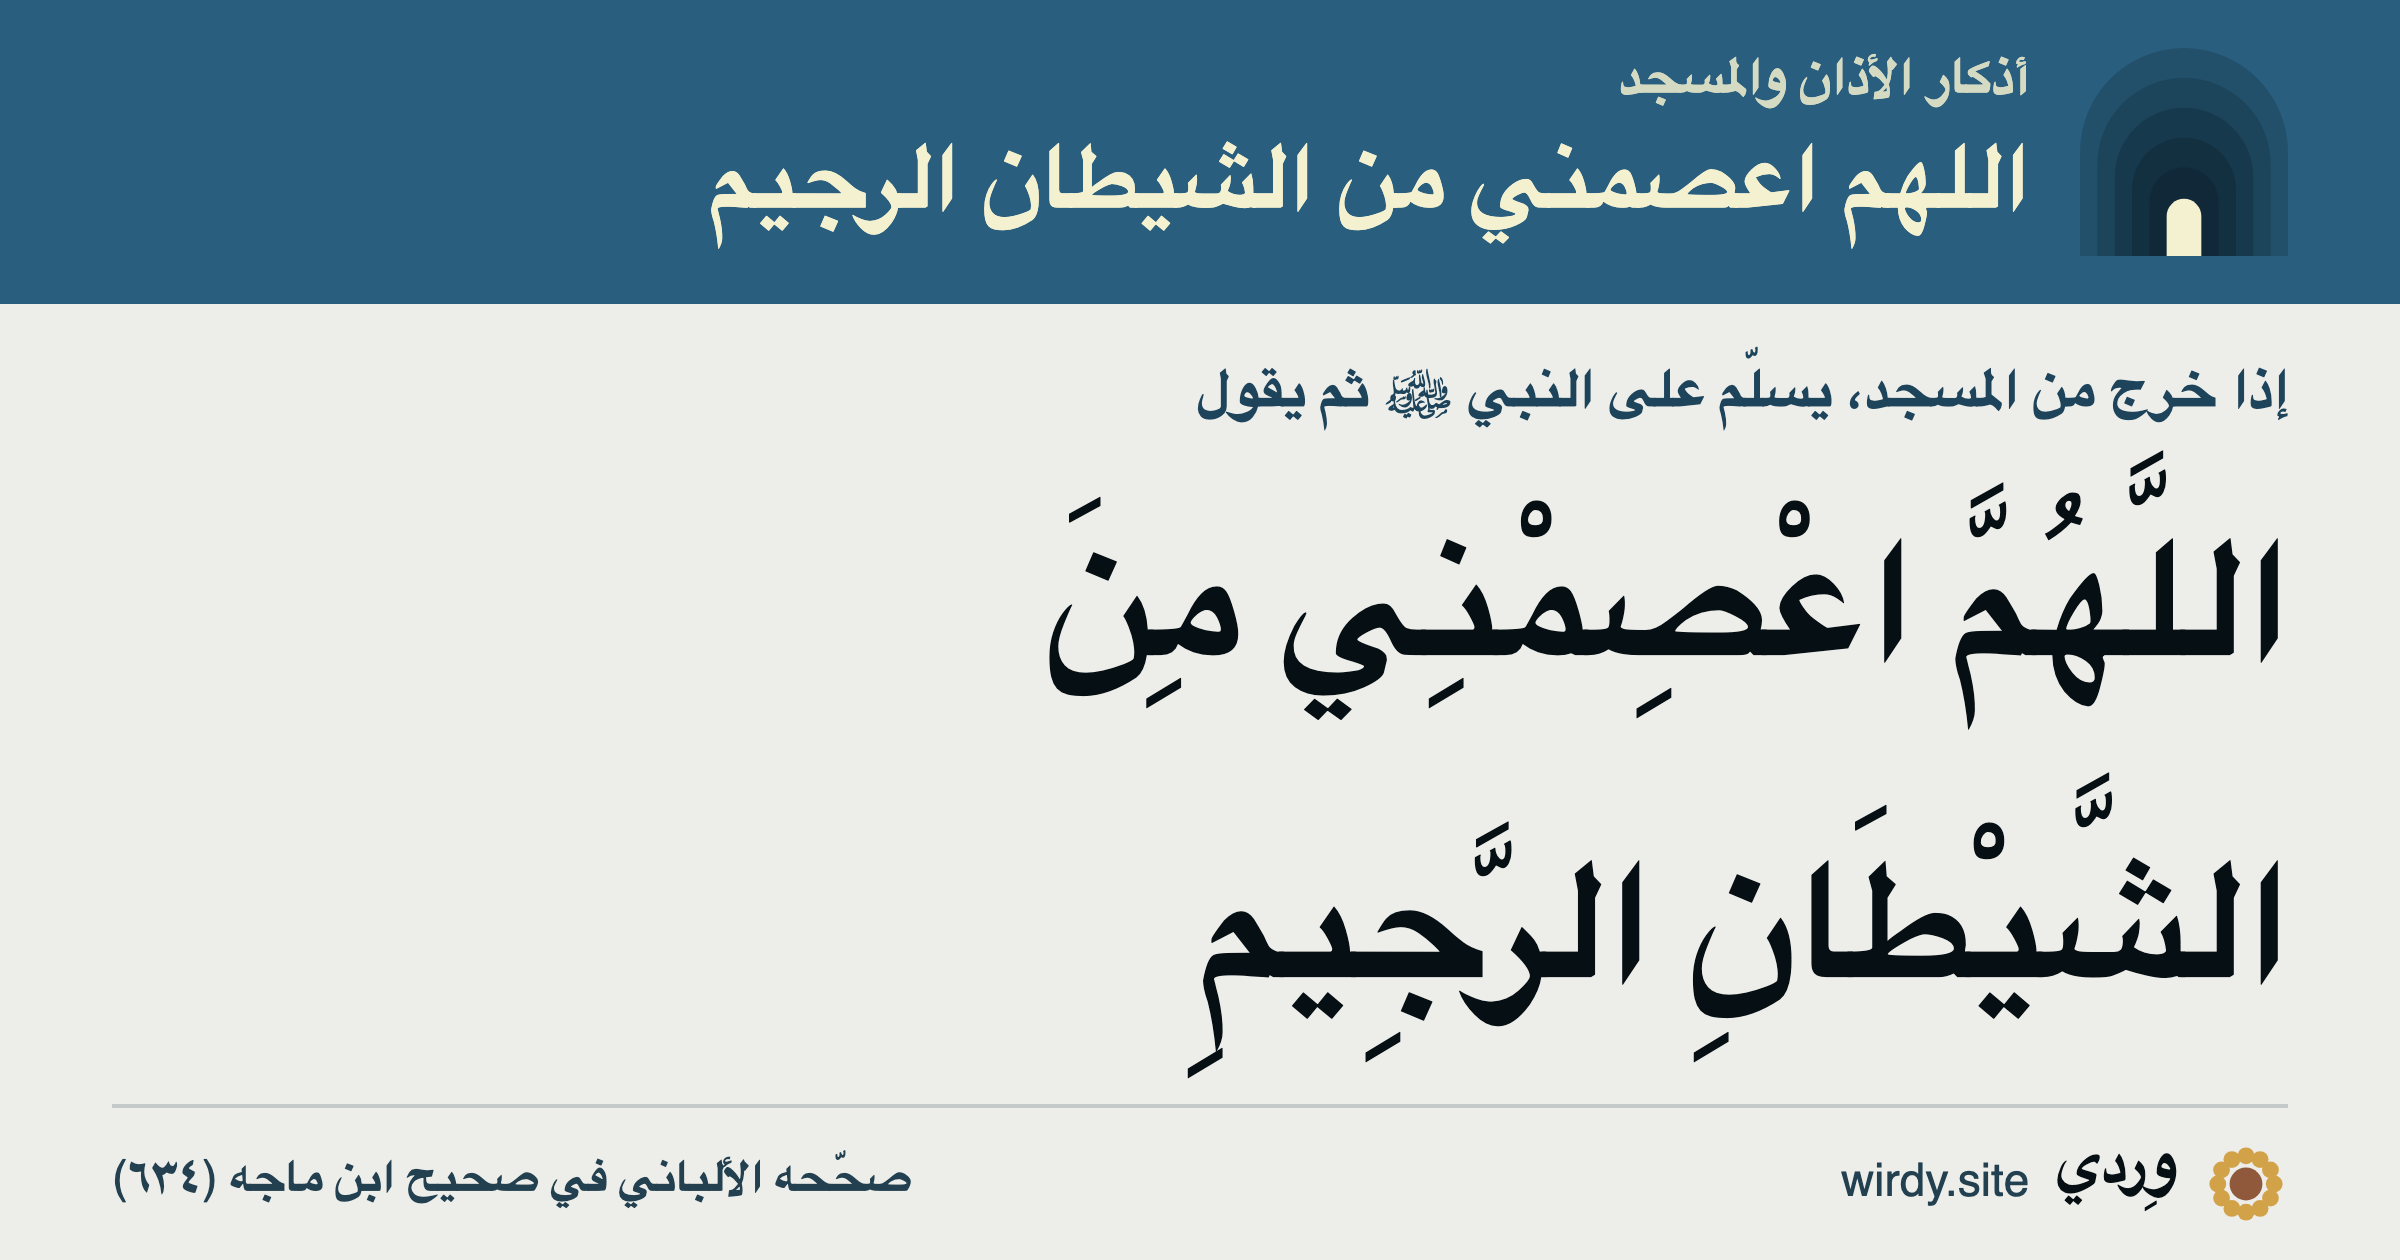 أذكار الأذان والمسجد
اللهم اعصمني من الشيطان الرجيم
إذا خرج من المسجد، يسلّم على النبي ﷺ ثم يقول
اللَّهُمَّ اعْصِمْنِي مِنَ
الشَّيْطَانِ الرَّجِيمِ
وِردي wirdy.site
صحّحه الألباني في صحيح ابن ماجه (٦٣٤)